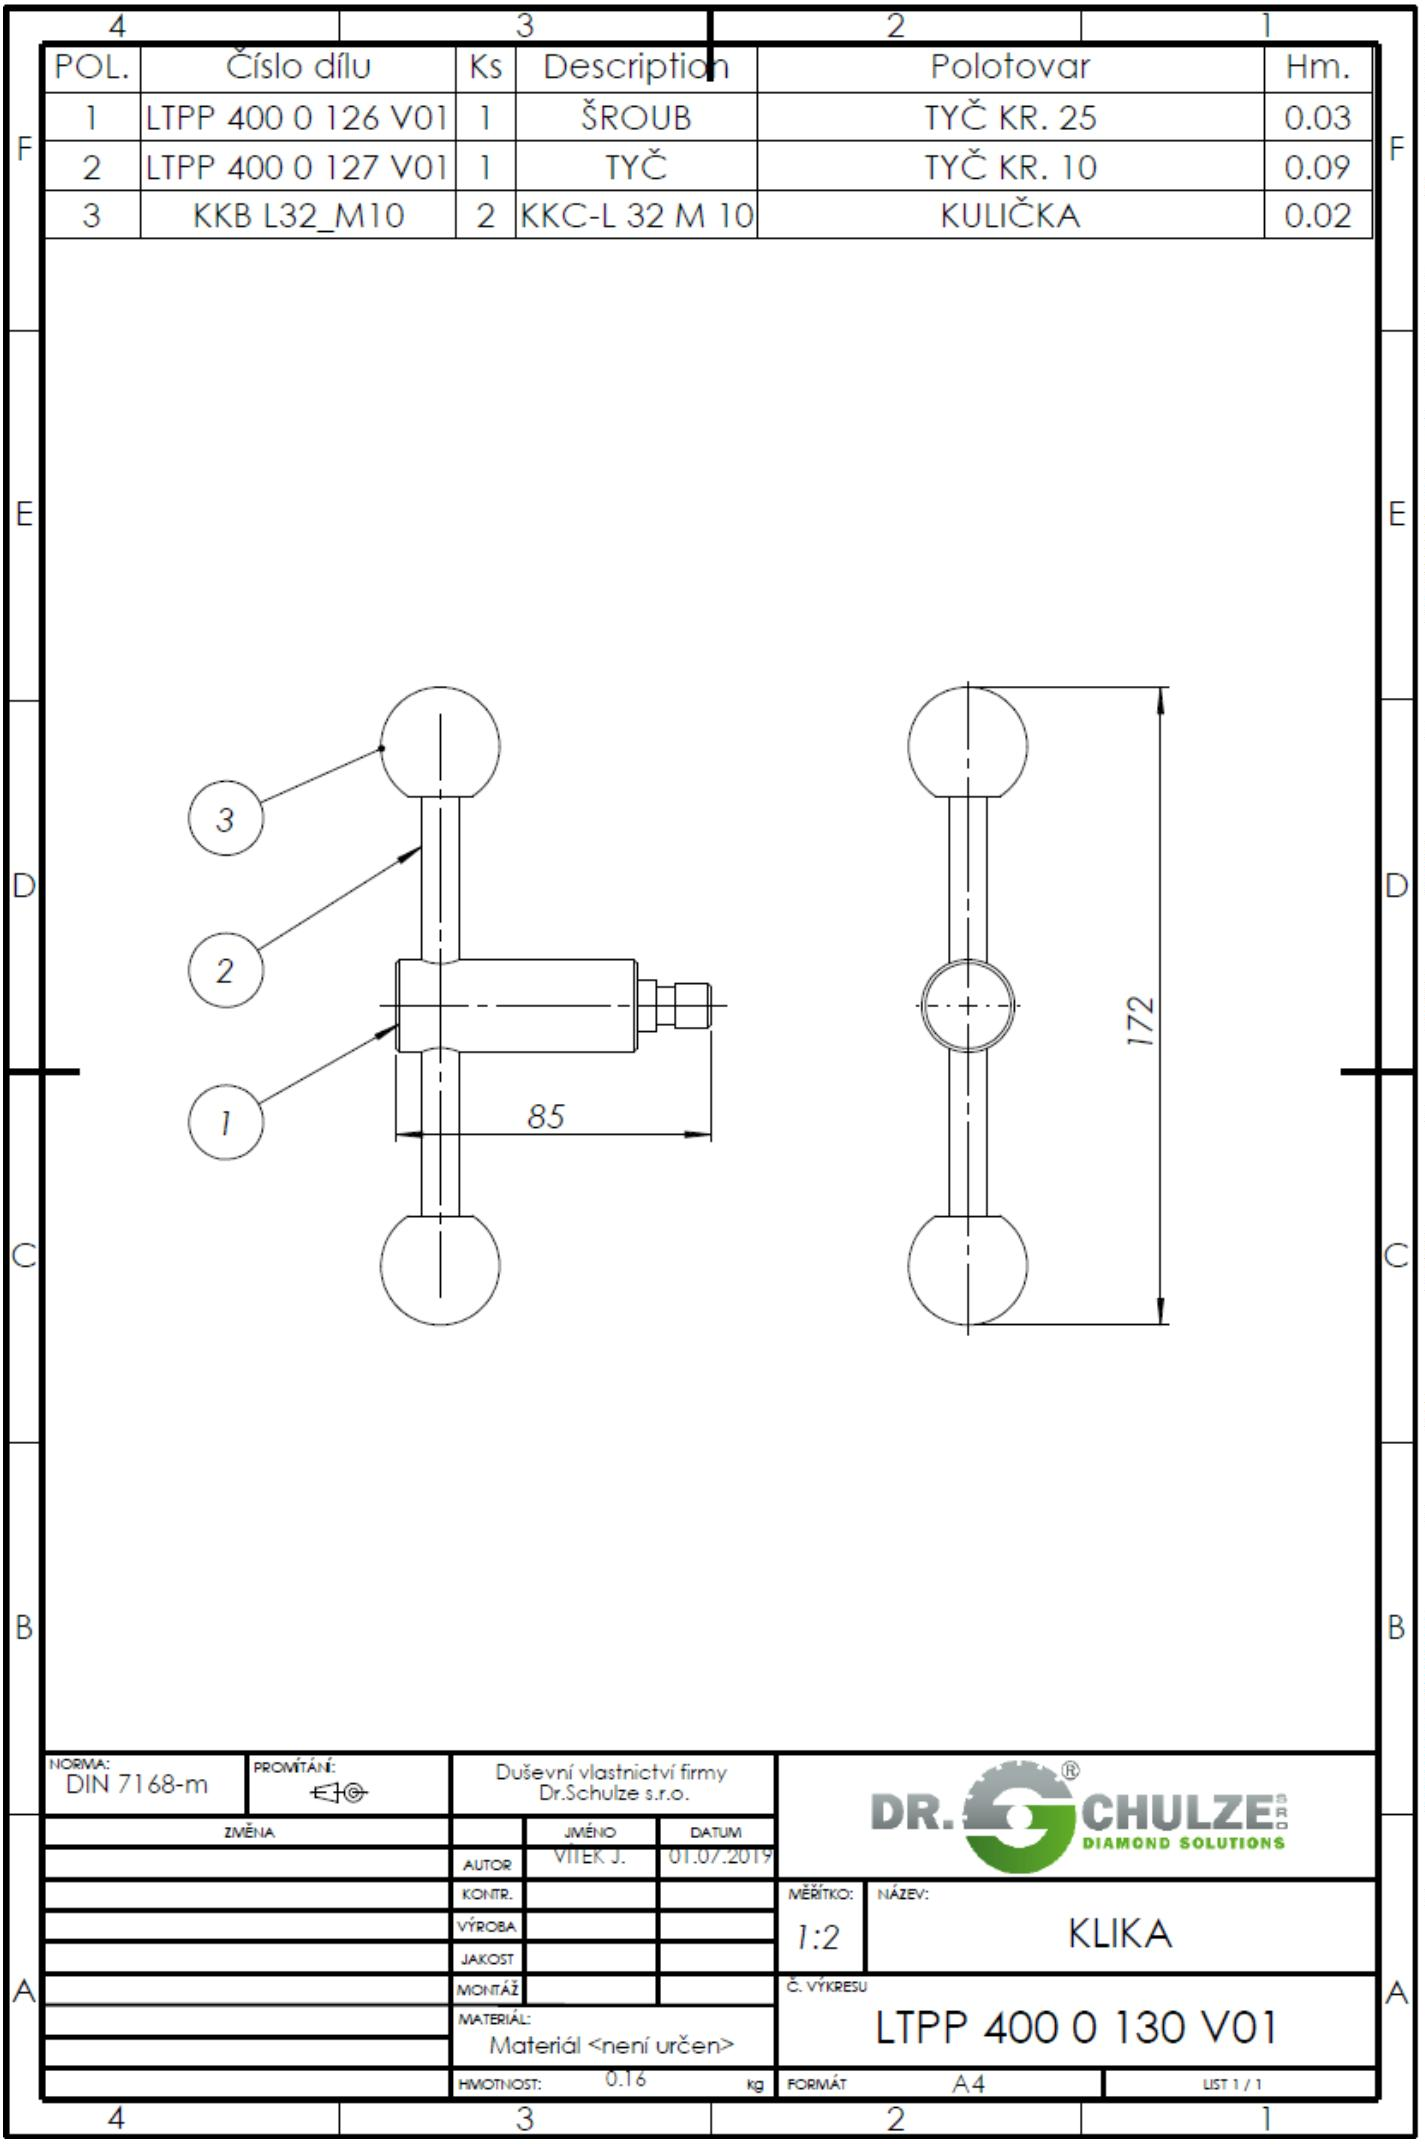 4 3 2 1
POL. Číslo dílu Ks Description Polotovar Hm.
1 LTPP 400 0 126 V01 1 ŠROUB TYČ KR. 25 0.03
F F
2 LTPP 400 0 127 V01 1 TYČ TYČ KR. 10 0.09
3 KKB L32_M10 2 KKC-L 32 M 10 KULIČKA 0.02
E E
3
D D
2
172
1
85
C C
B B
NORMA:
DIN 7168-m
PROMÍTÁNÍ:
Duševní vlastnictví firmy
Dr.Schulze s.r.o.
DR. SCHULZE SRO ®
DIAMOND SOLUTIONS
ZMĚNA JMÉNO DATUM
AUTOR VÍTEK J. 01.07.2019
KONTR.
VÝROBA
JAKOST
MONTÁŽ
MĚŘÍTKO:
1:2
NÁZEV:
KLIKA
A A
Č. VÝKRESU
LTPP 400 0 130 V01
MATERIÁL:
Materiál <není určen>
HMOTNOST: 0.16 kg
FORMÁT A4 LIST 1 / 1
4 3 2 1